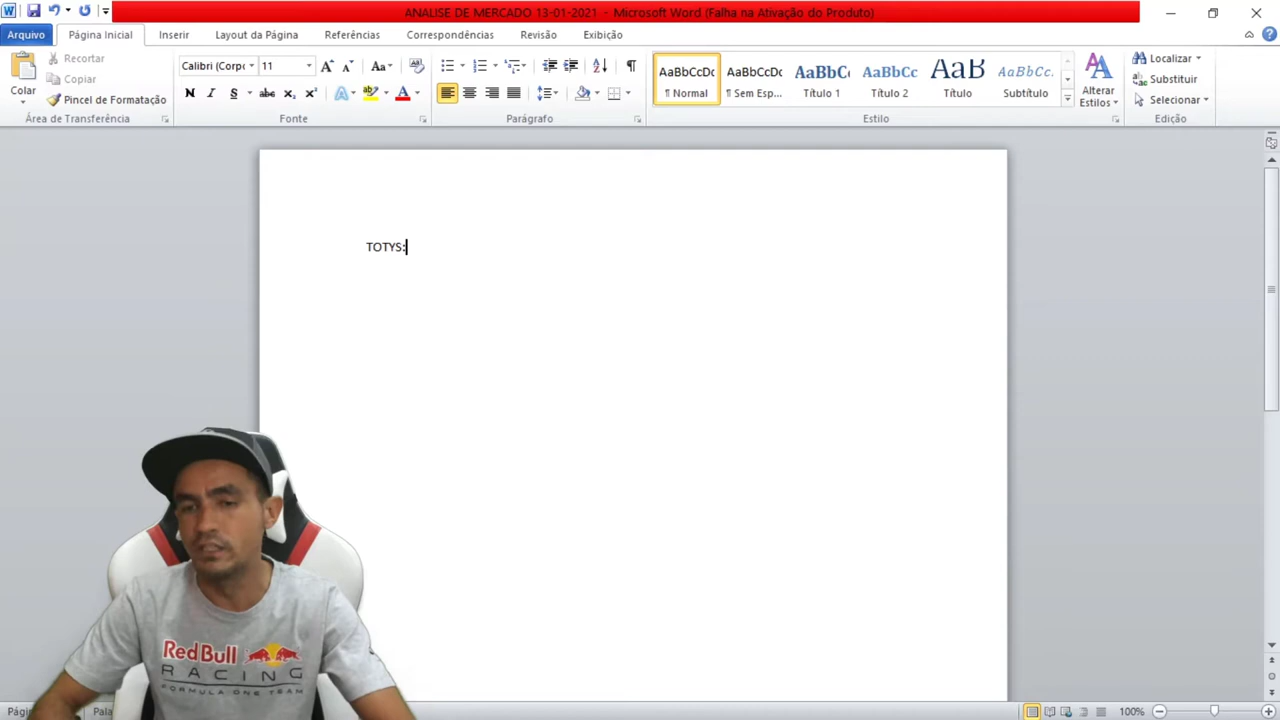 ANALISE DE MERCADO 13-01-2021 - Microsoft Word (Falha na Ativação do Produto)
Arquivo Página Inicial Inserir Layout da Página Referências Correspondências Revisão Exibição
Colar
Recortar
Copiar
Pincel de Formatação
Área de Transferência
Calibri (Corpo 11
N I S abc x₂ x² A
Fonte
Parágrafo
AaBbCcDc AaBbCcDc AaBbC( AaBbCc AaB AaBbCc.
¶ Normal ¶ Sem Esp... Título 1 Título 2 Título Subtítulo
Alterar
Estilos
Estilo
Localizar
Substituir
Selecionar
Edição
TOTYS:
Red Bull
RACING
FORMULA ONE TEAM
100%